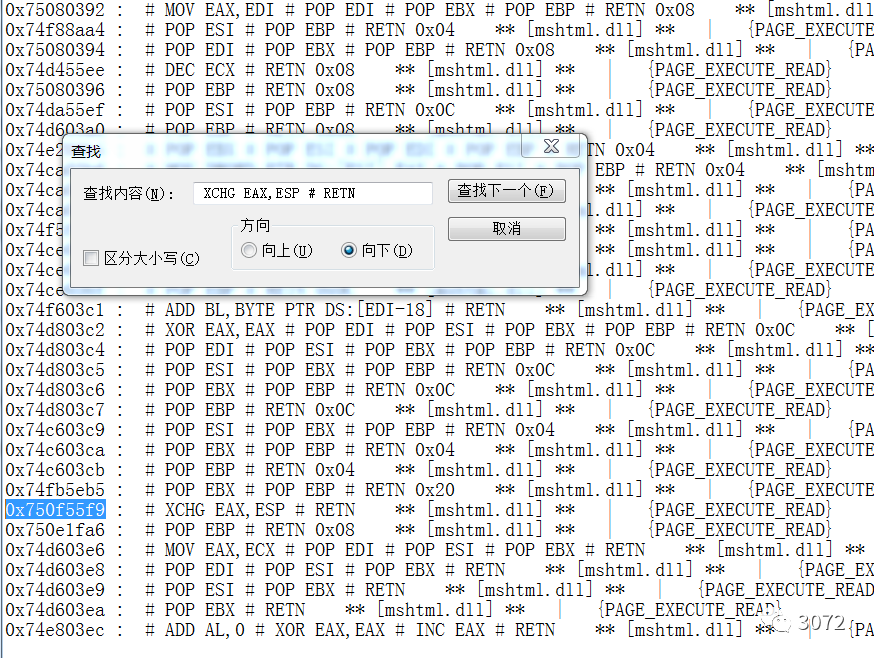 0x75080392 : # MOV EAX,EDI # POP EDI # POP EBX # POP EBP # RETN 0x08 ** [mshtml.dll
0x74f88aa4 : # POP ESI # POP EBP # RETN 0x04 ** [mshtml.dll] ** | {PAGE_EXECUTE
0x75080394 : # POP EDI # POP EBX # POP EBP # RETN 0x08 ** [mshtml.dll] ** | {PA
0x74d455ee : # DEC ECX # RETN 0x08 ** [mshtml.dll] ** | {PAGE_EXECUTE_READ}
0x75080396 : # POP EBP # RETN 0x08 ** [mshtml.dll] ** | {PAGE_EXECUTE_READ}
0x74da55ef : # POP ESI # POP EBP # RETN 0x0C ** [mshtml.dll] ** | {PAGE_EXECUTE
0x74d603a0 : # POP EBP # RETN 0x08 ** [mshtml.dll] ** | {PAGE_EXECUTE_READ}
0x74e2 TN 0x04 ** [mshtml.dll] **
0x74ca EBP # RETN 0x04 ** [mshtm
0x74ca ** [mshtml.dll] ** | {PA
0x74ca ] ** | {PAGE_EXECUTE
0x74f5 ** [mshtml.dll] ** | {PA
0x74ce ** [mshtml.dll] ** | {PA
0x74ce ] ** | {PAGE_EXECUTE
0x74ce {PAGE_EXECUTE_READ}
查找
查找内容(N):
XCHG EAX,ESP # RETN
查找下一个(F)
方向
取消
区分大小写(C)
向上(U)
向下(D)
0x74f603c1 : # ADD BL,BYTE PTR DS:[EDI-18] # RETN ** [mshtml.dll] ** | {PAGE_EX
0x74d803c2 : # XOR EAX,EAX # POP EDI # POP ESI # POP EBX # POP EBP # RETN 0x0C ** [
0x74d803c4 : # POP EDI # POP ESI # POP EBX # POP EBP # RETN 0x0C ** [mshtml.dll] **
0x74d803c5 : # POP ESI # POP EBX # POP EBP # RETN 0x0C ** [mshtml.dll] ** | {PA
0x74d803c6 : # POP EBX # POP EBP # RETN 0x0C ** [mshtml.dll] ** | {PAGE_EXECUTE
0x74d803c7 : # POP EBP # RETN 0x0C ** [mshtml.dll] ** | {PAGE_EXECUTE_READ}
0x74c603c9 : # POP ESI # POP EBX # POP EBP # RETN 0x04 ** [mshtml.dll] ** | {PA
0x74c603ca : # POP EBX # POP EBP # RETN 0x04 ** [mshtml.dll] ** | {PAGE_EXECUTE
0x74c603cb : # POP EBP # RETN 0x04 ** [mshtml.dll] ** | {PAGE_EXECUTE_READ}
0x74fb5eb5 : # POP EBX # POP EBP # RETN 0x20 ** [mshtml.dll] ** | {PAGE_EXECUTE
0x750f55f9 : # XCHG EAX,ESP # RETN ** [mshtml.dll] ** | {PAGE_EXECUTE_READ}
0x750e1fa6 : # POP EBP # RETN 0x08 ** [mshtml.dll] ** | {PAGE_EXECUTE_READ}
0x74d603e6 : # MOV EAX,ECX # POP EDI # POP ESI # POP EBX # RETN ** [mshtml.dll] **
0x74d603e8 : # POP EDI # POP ESI # POP EBX # RETN ** [mshtml.dll] ** | {PAGE_EX
0x74d603e9 : # POP ESI # POP EBX # RETN ** [mshtml.dll] ** | {PAGE_EXECUTE_READ
0x74d603ea : # POP EBX # RETN ** [mshtml.dll] ** | {PAGE_EXECUTE_READ}
0x74e803ec : # ADD AL,0 # XOR EAX,EAX # INC EAX # RETN ** [mshtml.dll] ** | {PA
3072